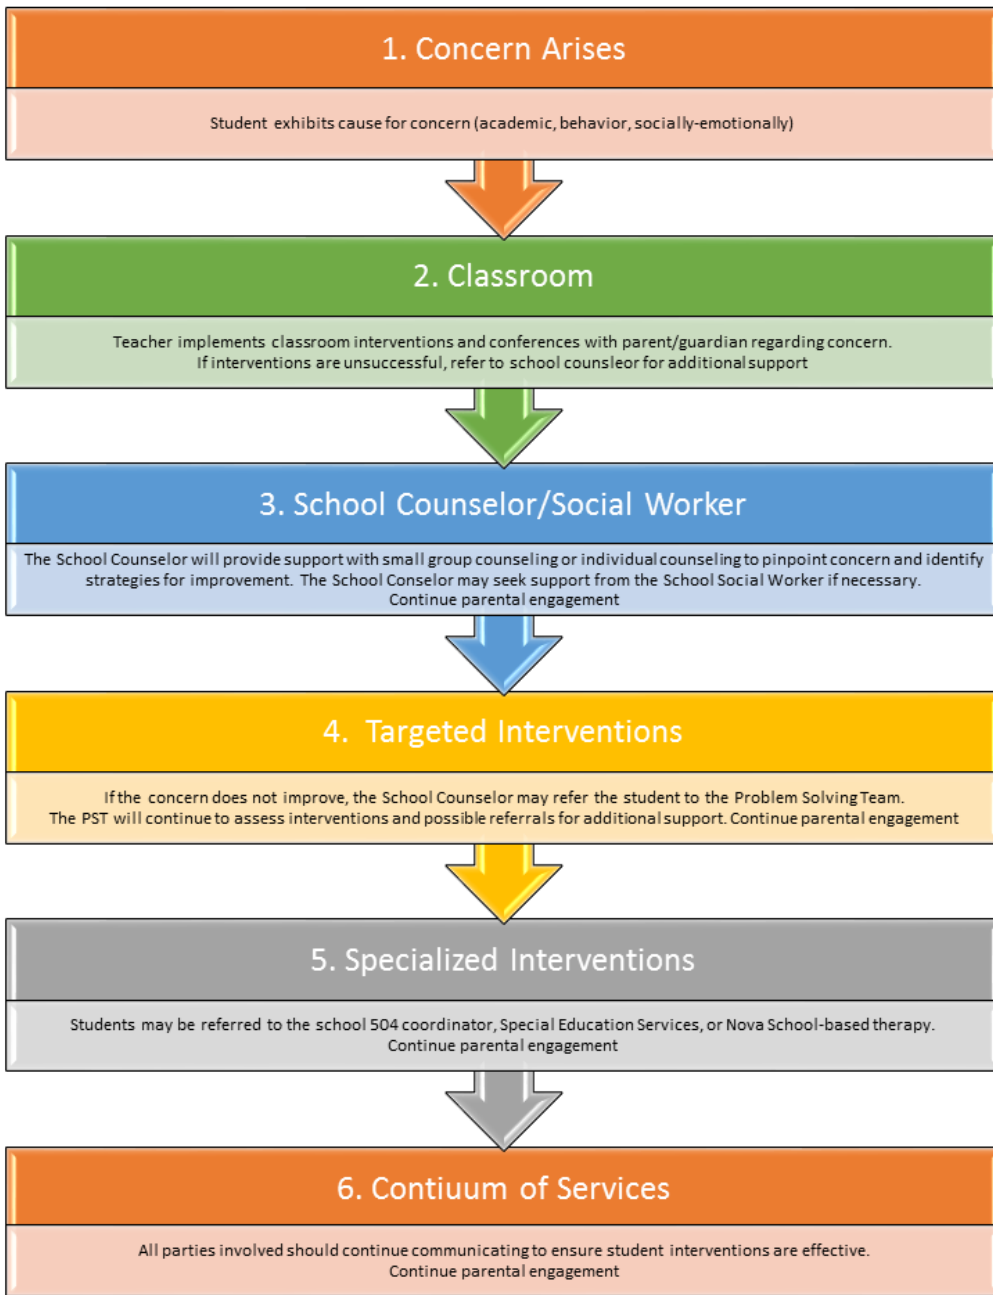 1. Concern Arises
Student exhibits cause for concern (academic, behavior, socially-emotionally)
2. Classroom
Teacher implements classroom interventions and conferences with parent/guardian regarding concern.
If interventions are unsuccessful, refer to school counsleor for additional support
3. School Counselor/Social Worker
The School Counselor will provide support with small group counseling or individual counseling to pinpoint concern and identify
strategies for improvement. The School Conselor may seek support from the School Social Worker if necessary.
Continue parental engagement
4. Targeted Interventions
If the concern does not improve, the School Counselor may refer the student to the Problem Solving Team.
The PST will continue to assess interventions and possible referrals for additional support. Continue parental engagement
5. Specialized Interventions
Students may be referred to the school 504 coordinator, Special Education Services, or Nova School-based therapy.
Continue parental engagement
6. Contiuum of Services
All parties involved should continue communicating to ensure student interventions are effective.
Continue parental engagement